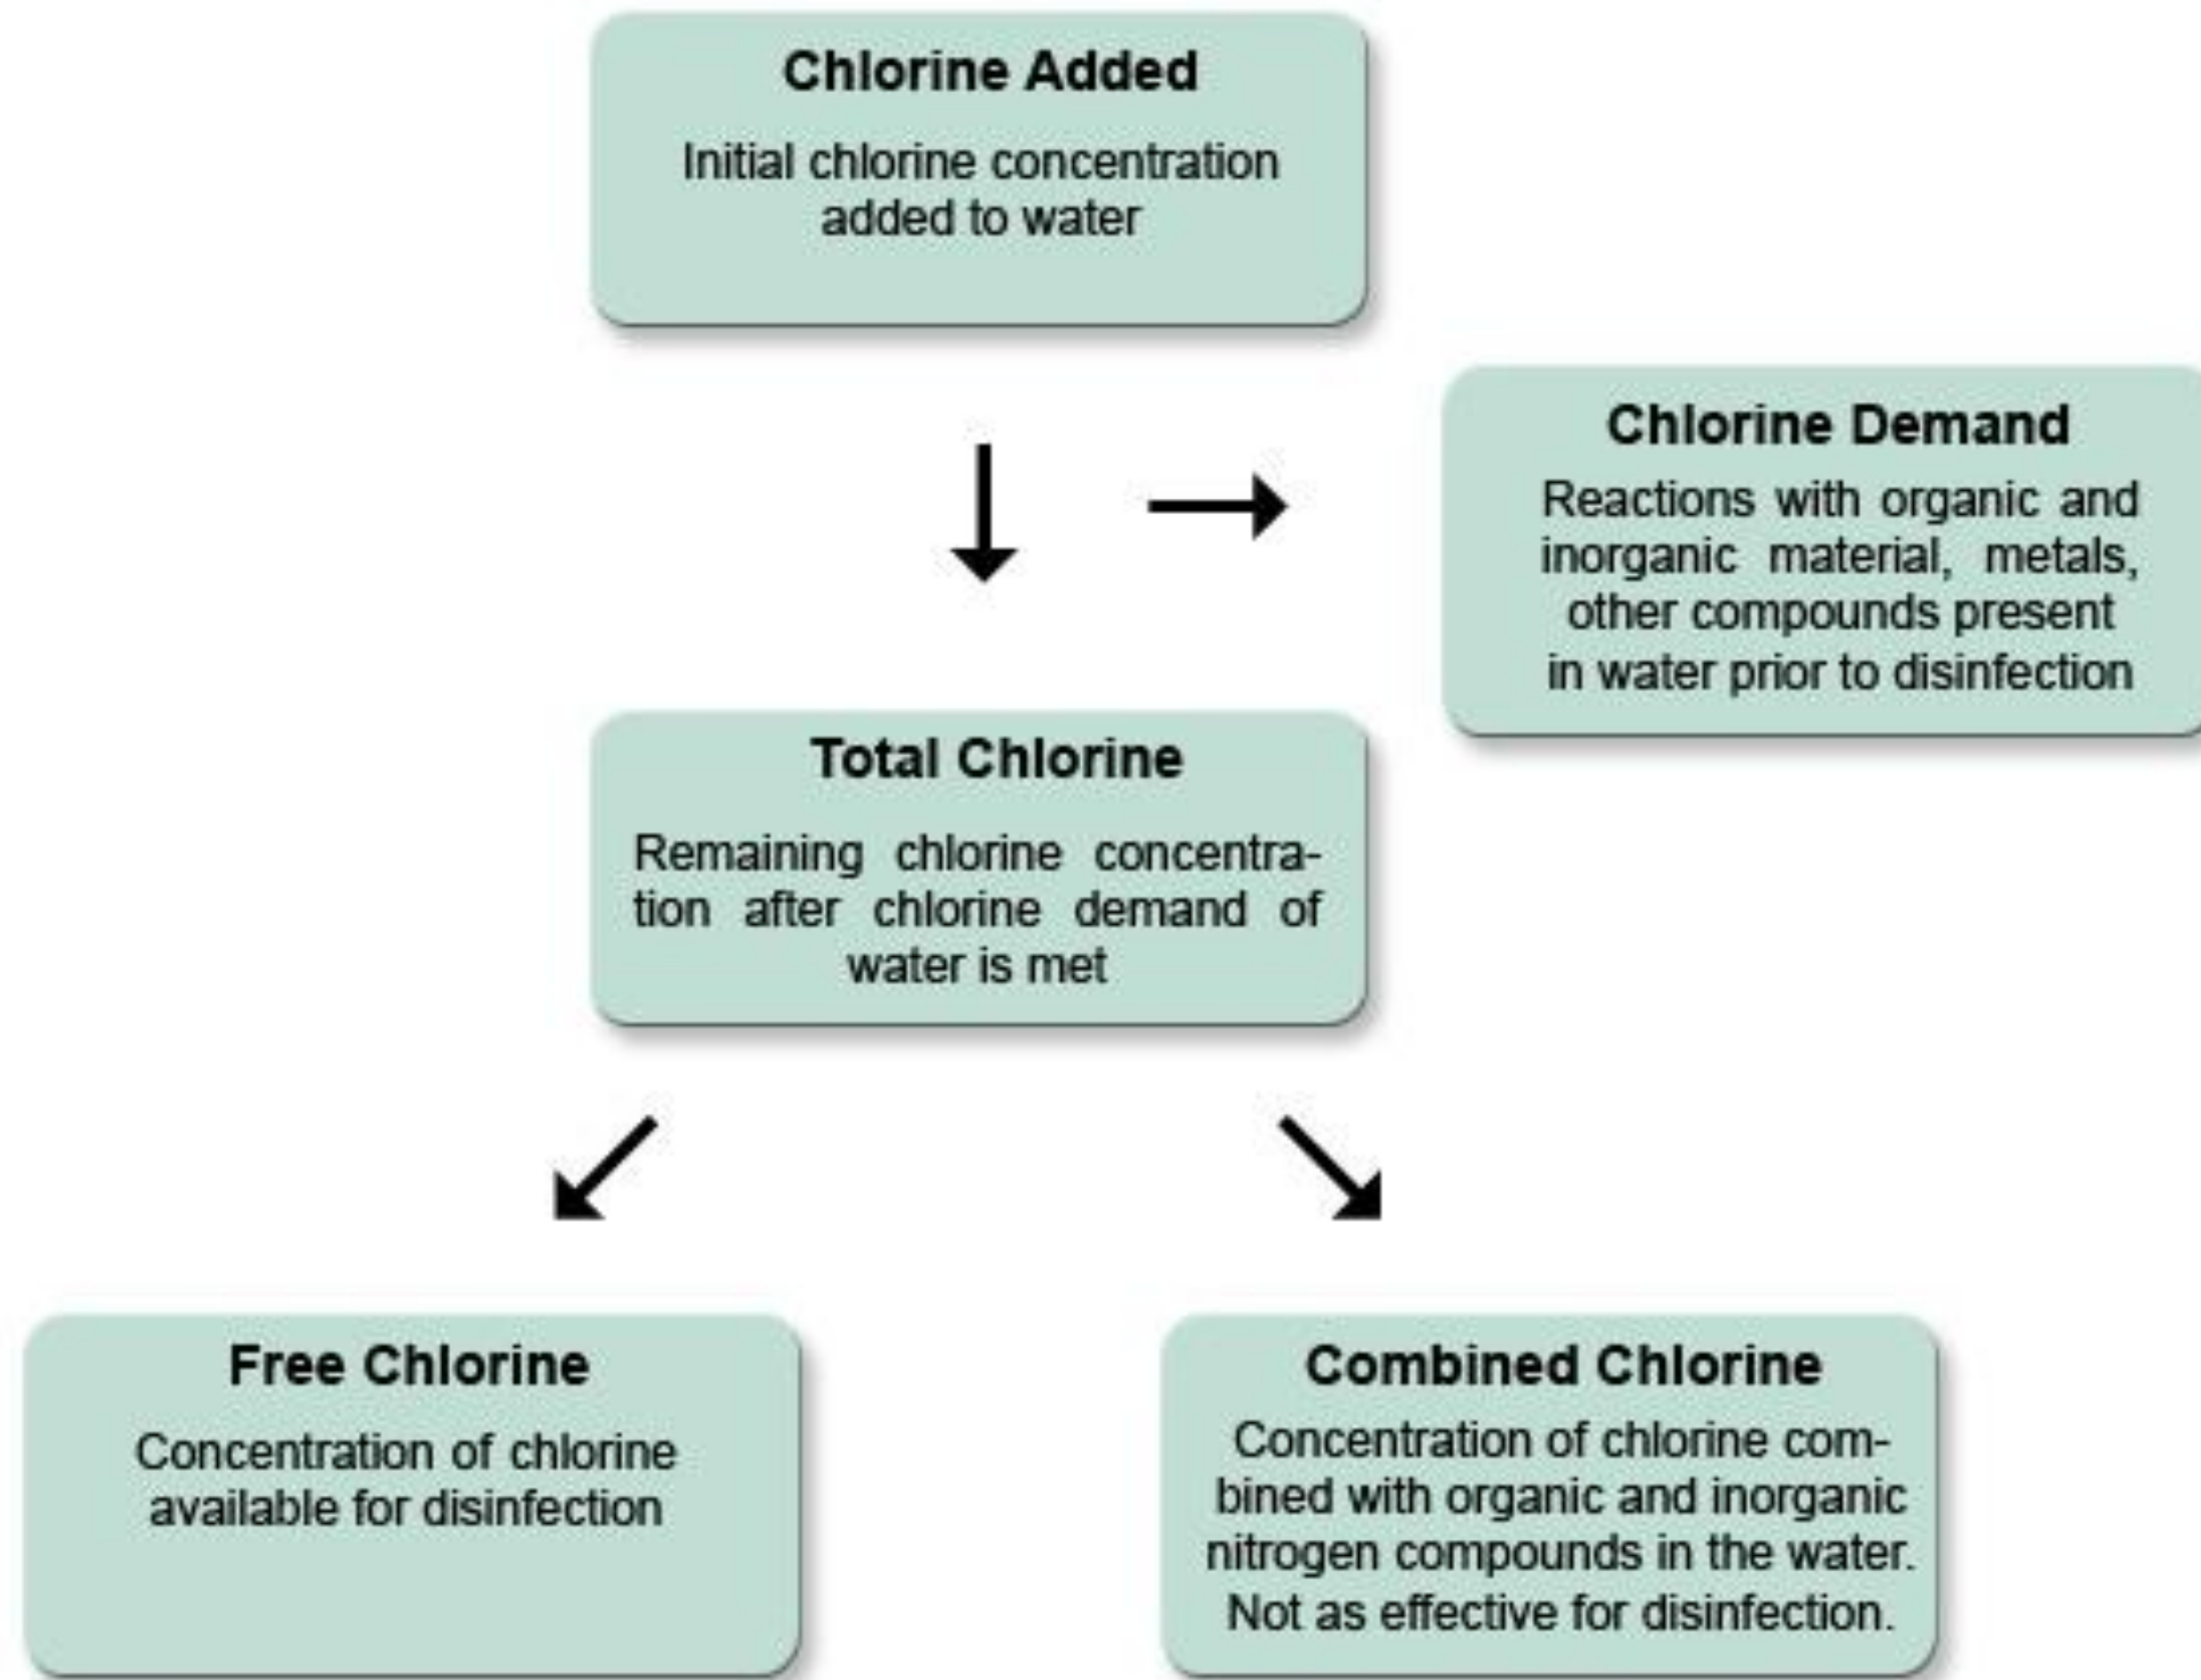 Chlorine Added
Initial chlorine concentration
added to water
Chlorine Demand
Reactions with organic and
inorganic material, metals,
other compounds present
in water prior to disinfection
Total Chlorine
Remaining chlorine concentra-
tion after chlorine demand of
water is met
Free Chlorine
Concentration of chlorine
available for disinfection
Combined Chlorine
Concentration of chlorine com-
bined with organic and inorganic
nitrogen compounds in the water.
Not as effective for disinfection.